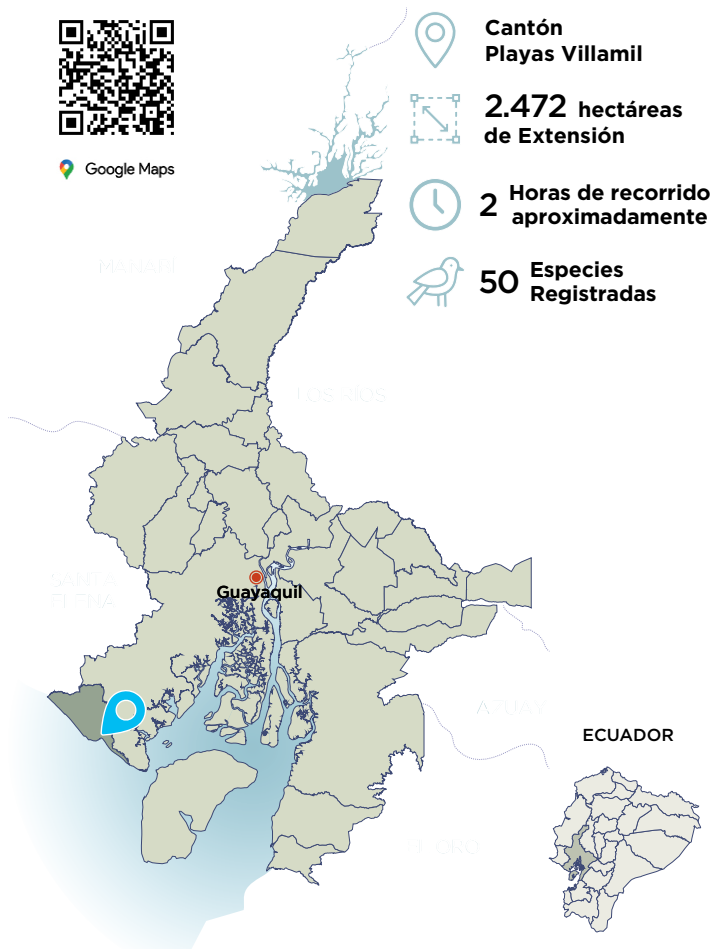 Cantón
Playas Villamil
2.472 hectáreas
de Extensión
Google Maps
2 Horas de recorrido
aproximadamente
MANABÍ
50 Especies
Registradas
LOS RÍOS
SANTA
ELENA
Guayaquil
AZUAY
ECUADOR
EL ORO